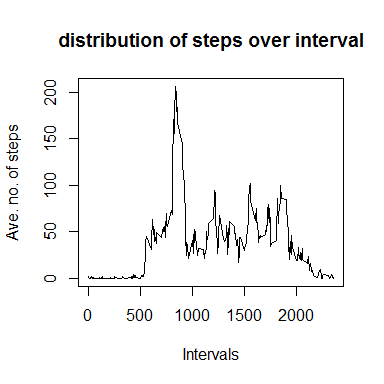 distribution of steps over interval
Ave. no. of steps
200
150
100
50
0
0 500 1000 1500 2000
Intervals